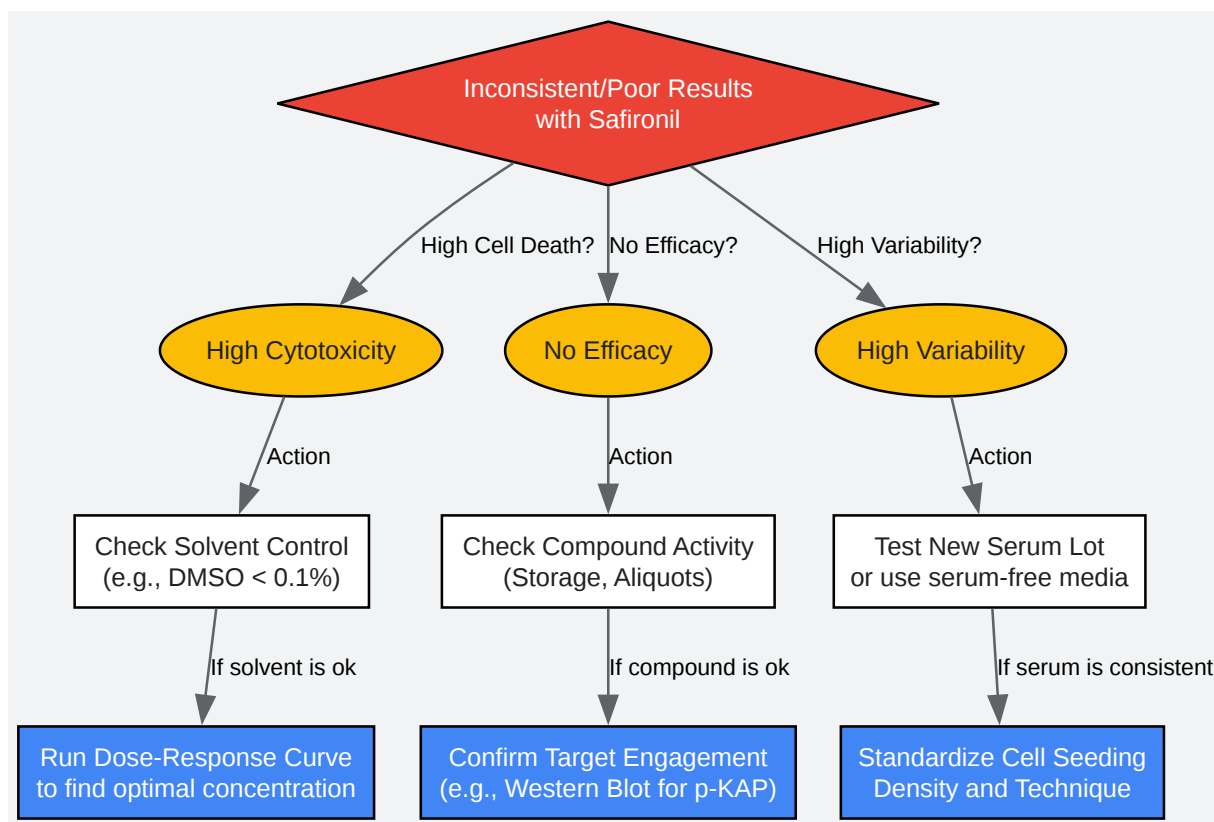 Inconsistent/Poor Results
with Safironil
High Cell Death?
No Efficacy?
High Variability?
High Cytotoxicity
No Efficacy
High Variability
Action
Action
Action
Check Solvent Control
(e.g., DMSO < 0.1%)
Check Compound Activity
(Storage, Aliquots)
Test New Serum Lot
or use serum-free media
If solvent is ok
If compound is ok
If serum is consistent
Run Dose-Response Curve
to find optimal concentration
Confirm Target Engagement
(e.g., Western Blot for p-KAP)
Standardize Cell Seeding
Density and Technique